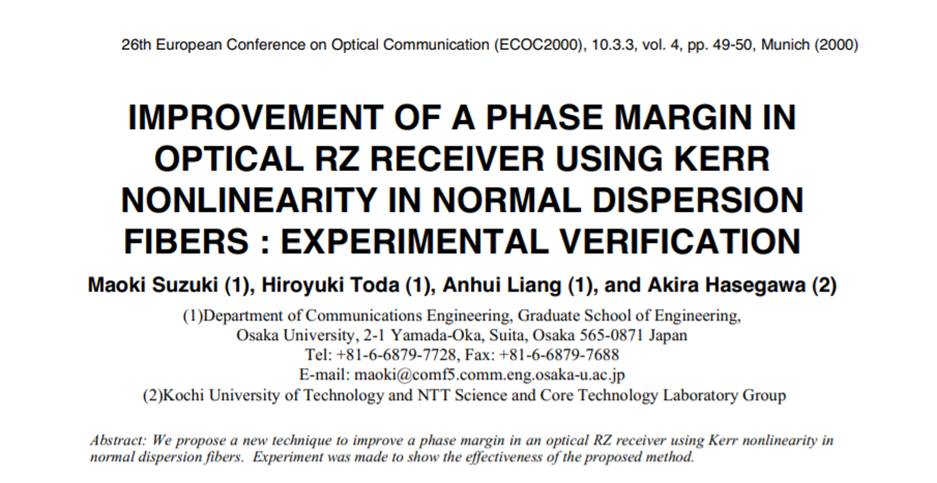 26th European Conference on Optical Communication (ECOC2000), 10.3.3, vol. 4, pp. 49-50, Munich (2000)
IMPROVEMENT OF A PHASE MARGIN IN
OPTICAL RZ RECEIVER USING KERR
NONLINEARITY IN NORMAL DISPERSION
FIBERS : EXPERIMENTAL VERIFICATION
Maoki Suzuki (1), Hiroyuki Toda (1), Anhui Liang (1), and Akira Hasegawa (2)
(1)Department of Communications Engineering, Graduate School of Engineering,
Osaka University, 2-1 Yamada-Oka, Suita, Osaka 565-0871 Japan
Tel: +81-6-6879-7728, Fax: +81-6-6879-7688
E-mail: maoki@comf5.comm.eng.osaka-u.ac.jp
(2)Kochi University of Technology and NTT Science and Core Technology Laboratory Group
Abstract: We propose a new technique to improve a phase margin in an optical RZ receiver using Kerr nonlinearity in
normal dispersion fibers. Experiment was made to show the effectiveness of the proposed method.